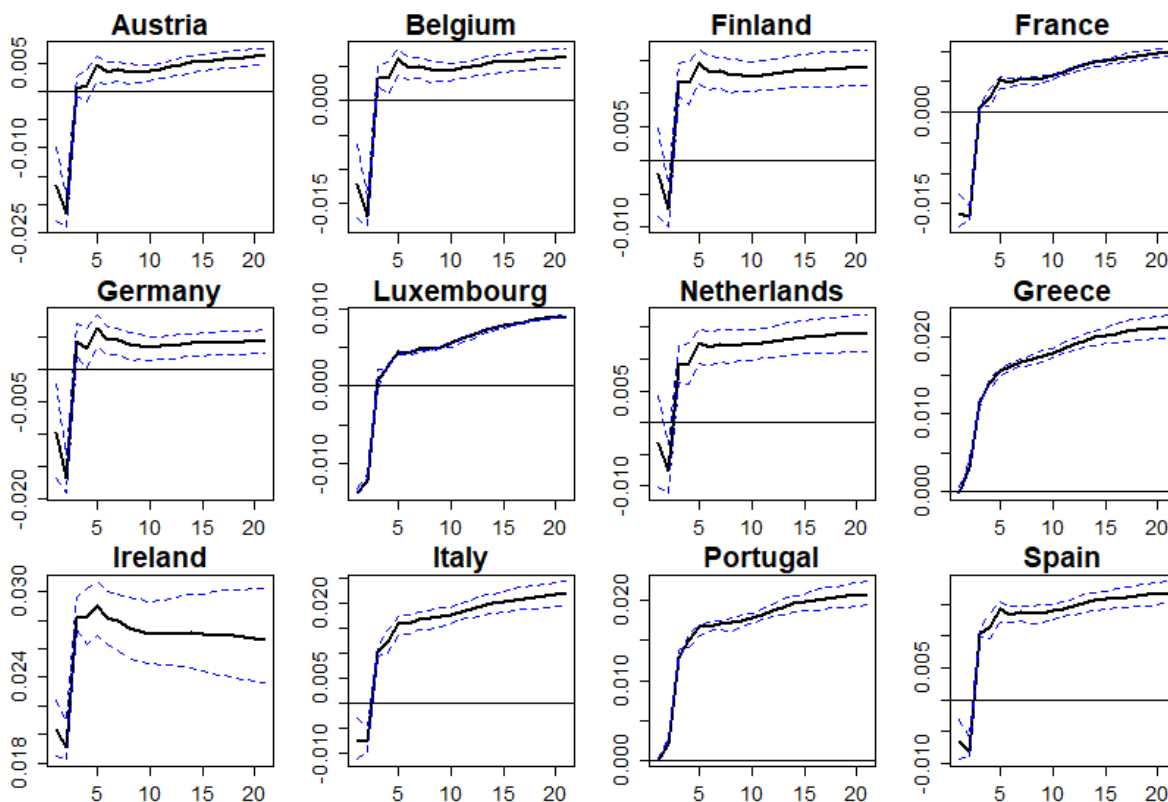 Austria Belgium Finland France
0.005 -0.010 -0.025
0.000 -0.015
0.005 -0.010
0.000 -0.015
5 10 15 20 5 10 15 20 5 10 15 20 5 10 15 20
Germany Luxembourg Netherlands Greece
-0.005 -0.020
0.010 0.000 -0.010
0.005 -0.010
0.020 0.010 0.000
5 10 15 20 5 10 15 20 5 10 15 20 5 10 15 20
Ireland Italy Portugal Spain
0.030 0.024 0.018
0.020 0.005 -0.010
0.020 0.010 0.000
0.005 -0.010
5 10 15 20 5 10 15 20 5 10 15 20 5 10 15 20